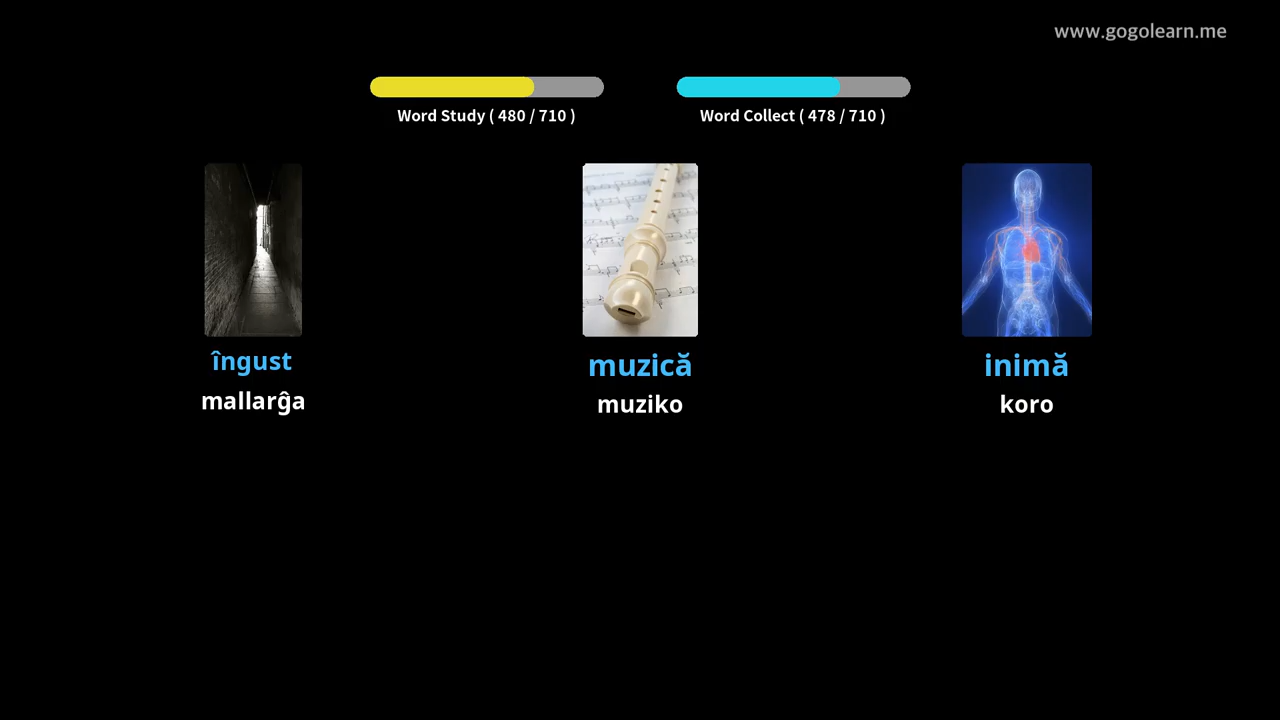 www.gogolearn.me
Word Study ( 480 / 710 )
Word Collect ( 478 / 710 )
îngust
mallarĝa
muzică
muziko
inimă
koro